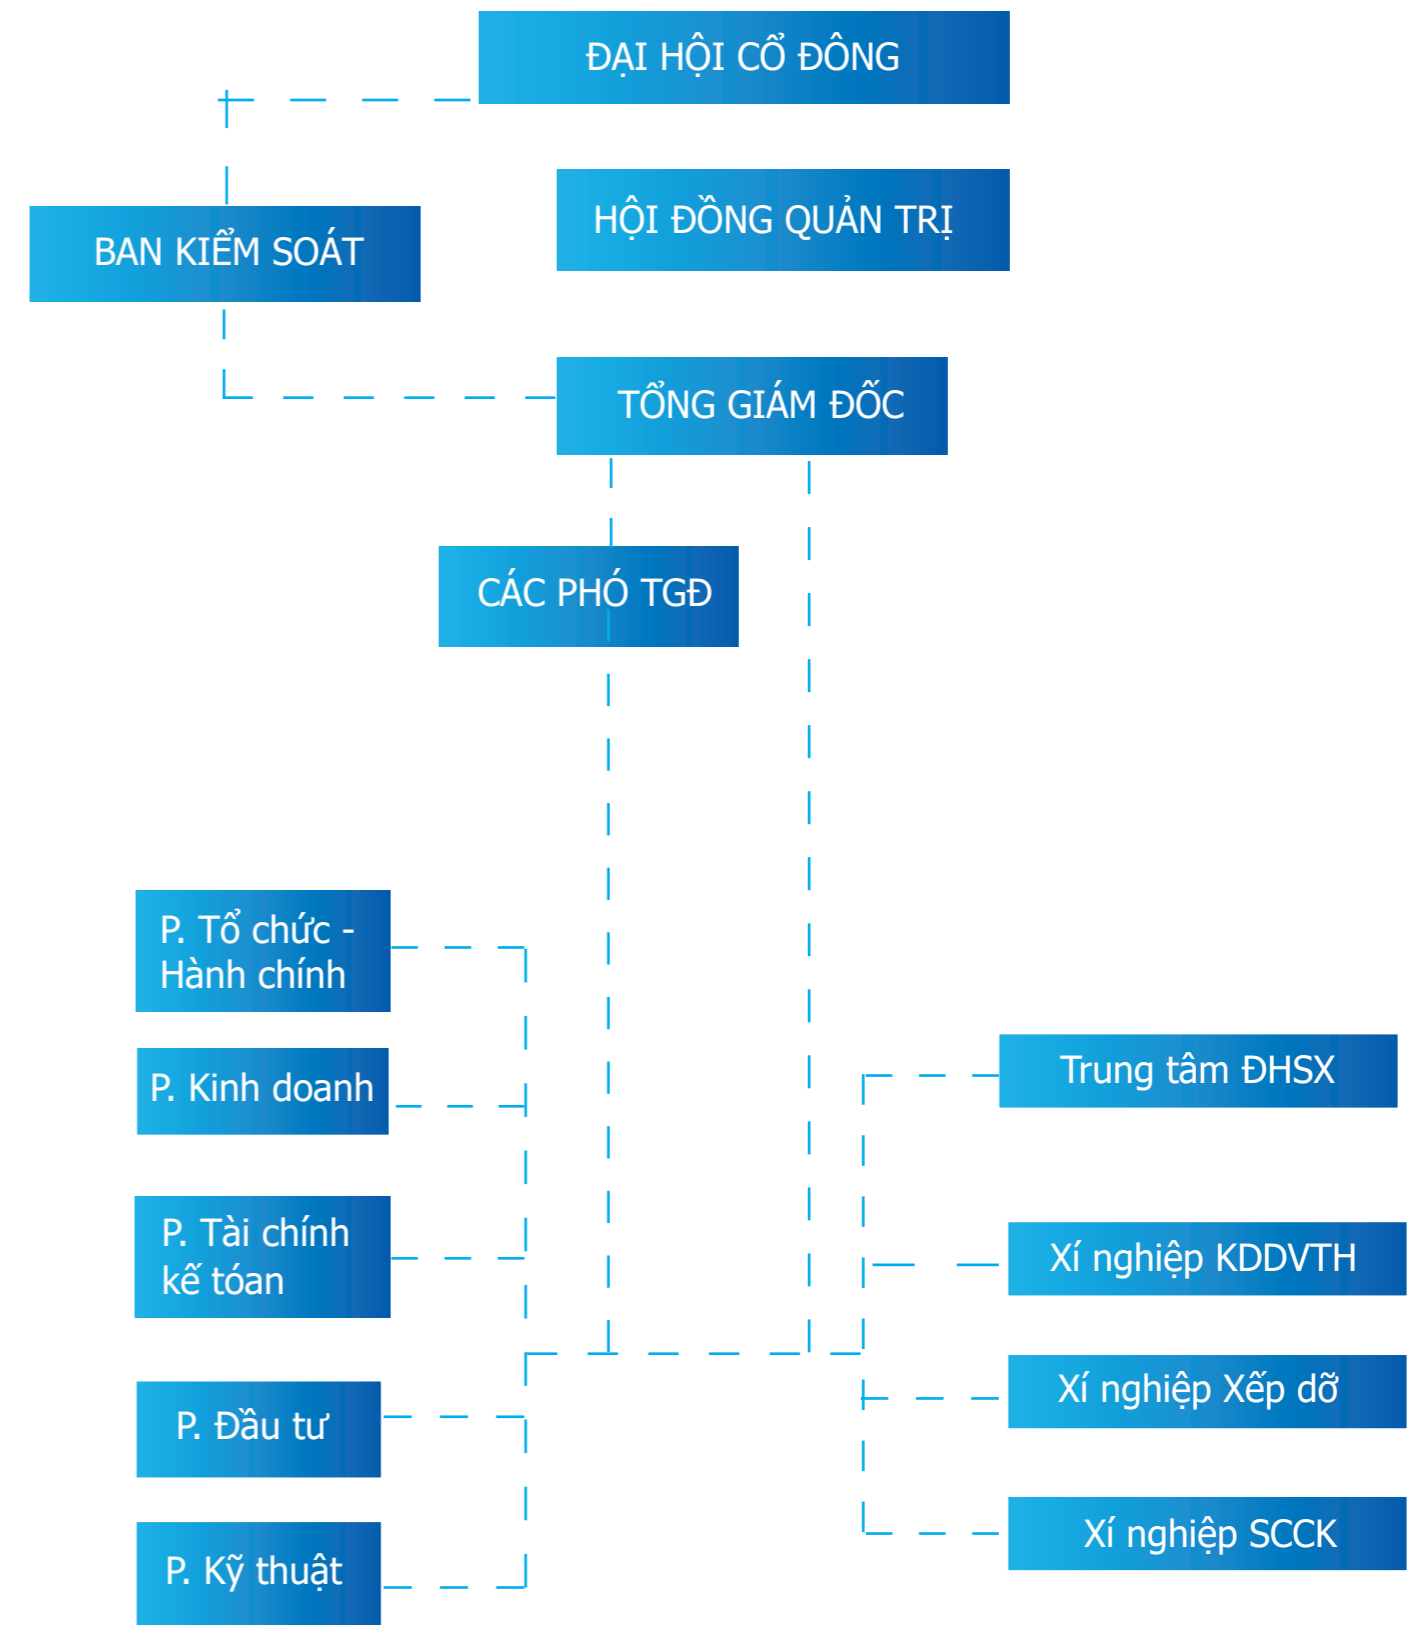 ĐẠI HỘI CỔ ĐÔNG
HỘI ĐỒNG QUẢN TRỊ
BAN KIỂM SOÁT
TỔNG GIÁM ĐỐC
CÁC PHÓ TGĐ
P. Tổ chức -
Hành chính
P. Kinh doanh
P. Tài chính
kế tóan
P. Đầu tư
P. Kỹ thuật
Trung tâm ĐHSX
Xí nghiệp KDDVTH
Xí nghiệp Xếp dỡ
Xí nghiệp SCCK